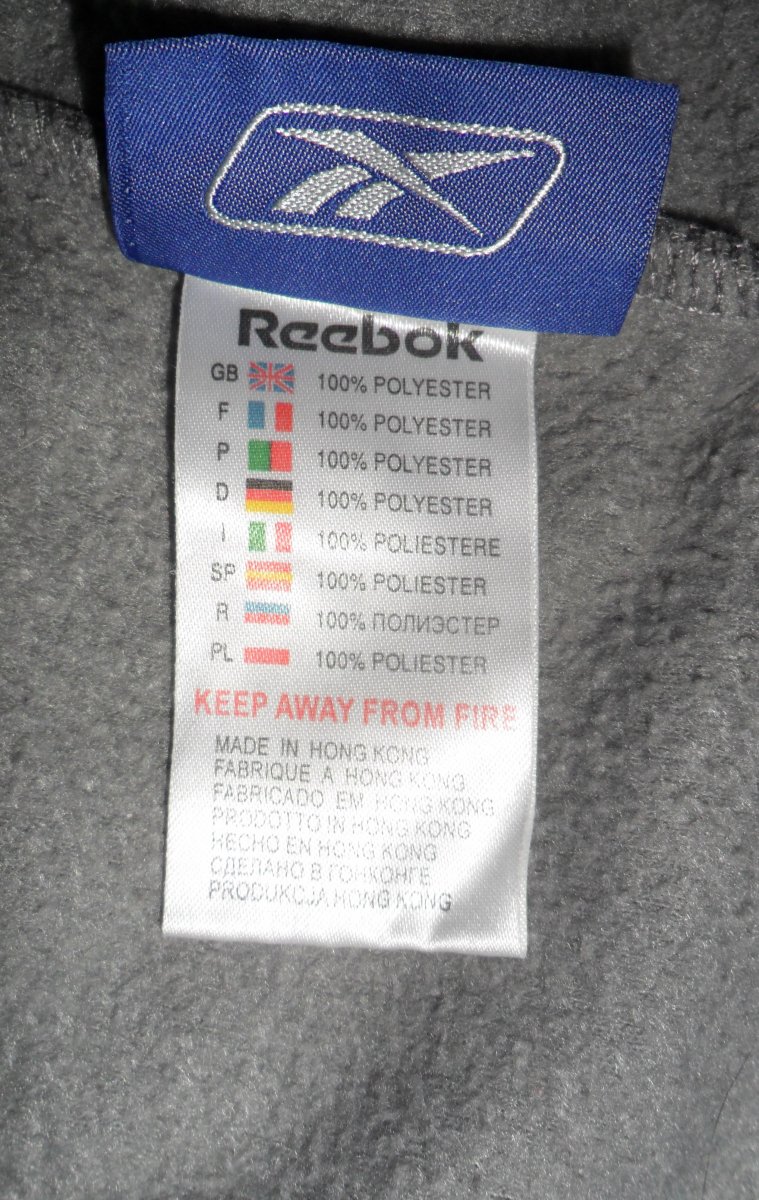 Reebok
GB 100% POLYESTER
F 100% POLYESTER
P 100% POLYESTER
D 100% POLYESTER
I 100% POLIESTERE
SP 100% POLIESTER
R 100% ПОЛИЭСТЕР
PL 100% POLIESTER
KEEP AWAY FROM FIRE
MADE IN HONG KONG
FABRIQUE A HONG KONG
FABRICADO EM HONG KONG
PRODOTTO IN HONG KONG
HECHO EN HONG KONG
СДЕЛАНО В ГОНКОНГЕ
PRODUKCJA HONG KONG